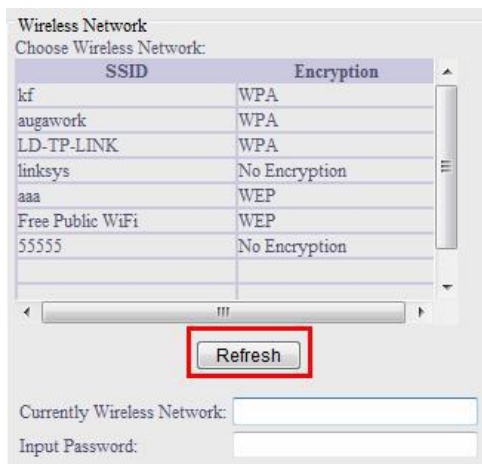 Wireless Network
Choose Wireless Network:
SSID Encryption
kf WPA
augawork WPA
LD-TP-LINK WPA
linksys No Encryption
aaa WEP
Free Public WiFi WEP
55555 No Encryption
Refresh
Currently Wireless Network:
Input Password: